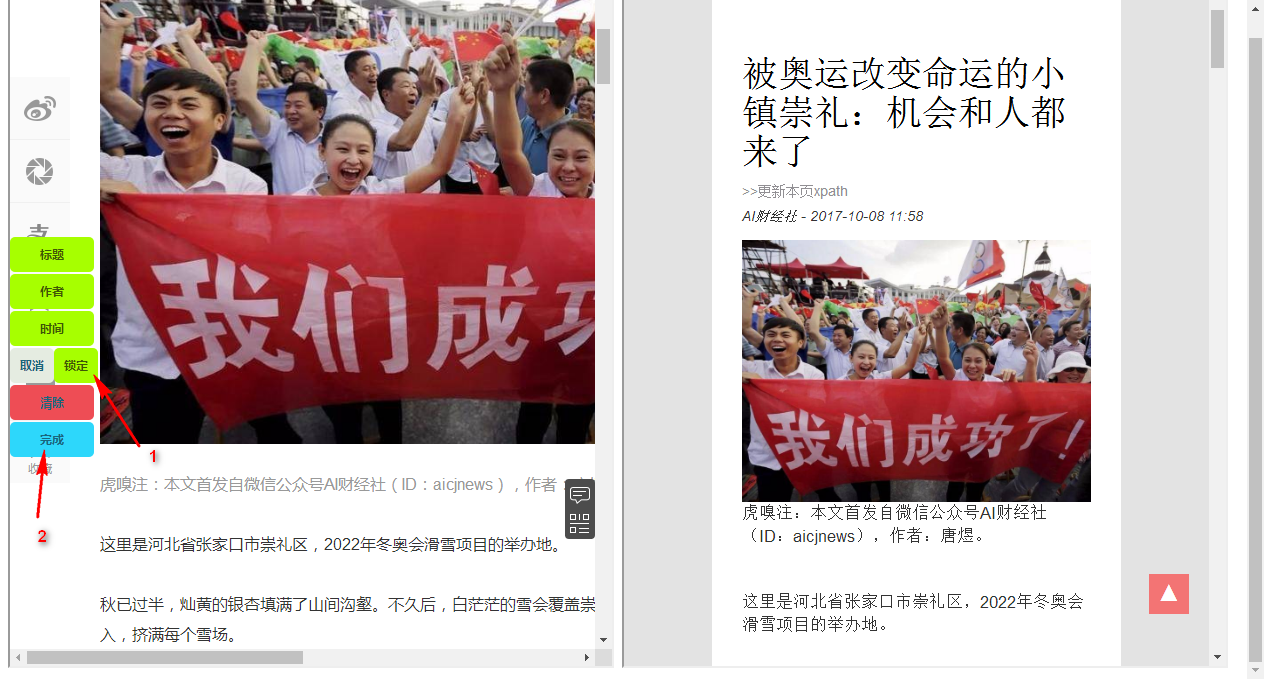 支
标题
作者
时间
取消 锁定
清除
完成
1
2
我们成功
虎嗅注：本文首发自微信公众号AI财经社（ID：aicjnews），作者
这里是河北省张家口市崇礼区，2022年冬奥会滑雪项目的举办地。
秋已过半，灿黄的银杏填满了山间沟壑。不久后，白茫茫的雪会覆盖崇
入，挤满每个雪场。
被奥运改变命运的小
镇崇礼：机会和人都
来了
>>更新本页xpath
AI财经社 - 2017-10-08 11:58
我们成功了！
虎嗅注：本文首发自微信公众号AI财经社
（ID：aicjnews），作者：唐煜。
这里是河北省张家口市崇礼区，2022年冬奥会
滑雪项目的举办地。